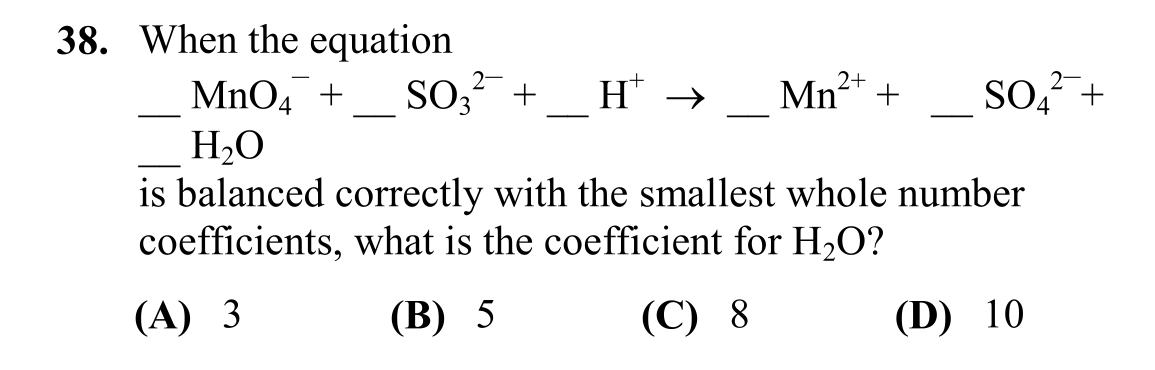 38. When the equation
__ MnO₄⁻ + __ SO₃²⁻ + __ H⁺ → __ Mn²⁺ + __ SO₄²⁻ +
__ H₂O
is balanced correctly with the smallest whole number
coefficients, what is the coefficient for H₂O?
(A) 3 (B) 5 (C) 8 (D) 10